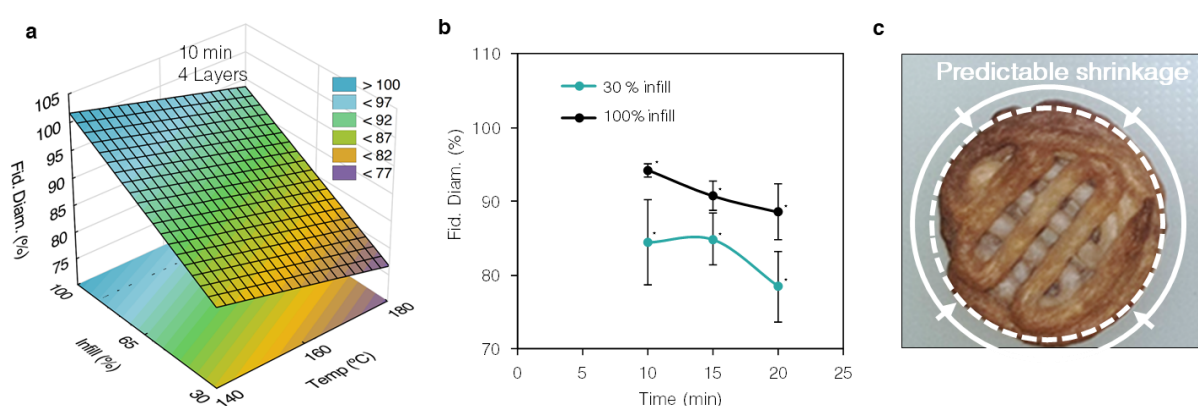 a
10 min
4 Layers
> 100
< 97
< 92
< 87
< 82
< 77
105
100
95
90
85
80
75
Fid. Diam. (%)
100
65
30
Infill (%)
140
160
180
Temp (ºC)
b
110
100
90
80
70
Fid. Diam. (%)
30 % infill
100% infill
0
5
10
15
20
25
Time (min)
c
Predictable shrinkage